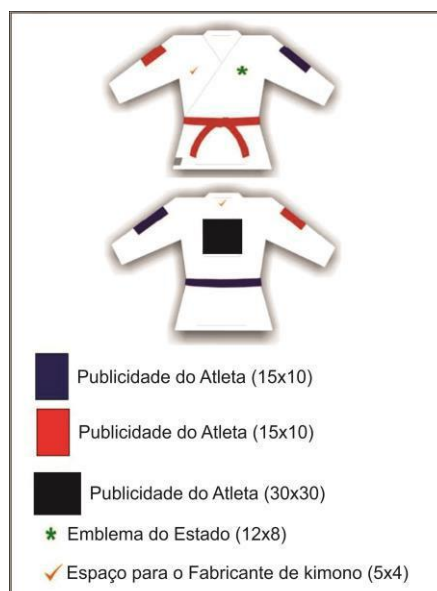 Publicidade do Atleta (15x10)
Publicidade do Atleta (15x10)
Publicidade do Atleta (30x30)
Emblema do Estado (12x8)
Espaço para o Fabricante de kimono (5x4)